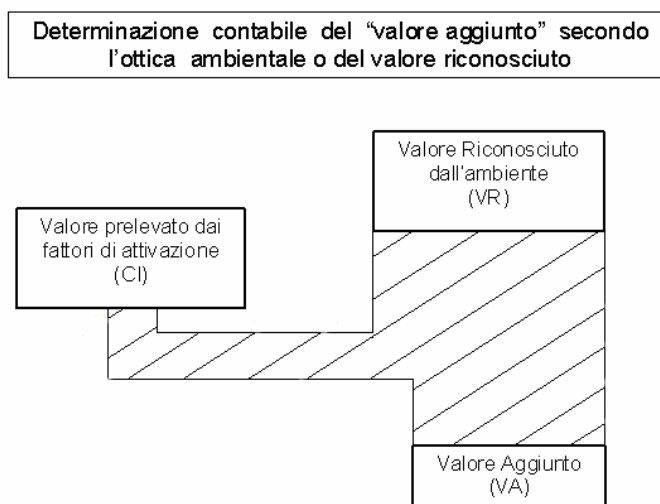 Determinazione contabile del “valore aggiunto” secondo
l'ottica ambientale o del valore riconosciuto
Valore Riconosciuto
dall'ambiente
(VR)
Valore prelevato dai
fattori di attivazione
(CI)
Valore Aggiunto
(VA)